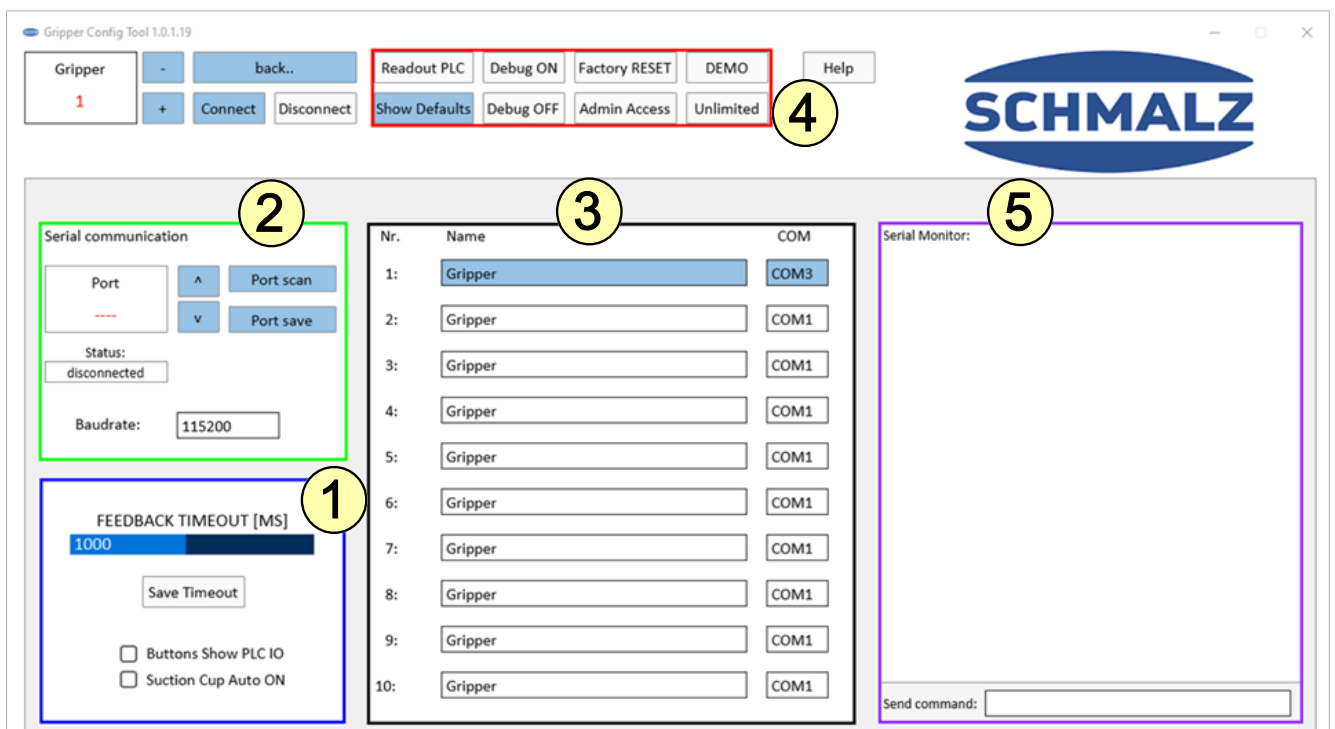 Gripper Config Tool 1.0.1.19
Gripper
1
-
back..
+
Connect
Disconnect
Readout PLC
Debug ON
Factory RESET
DEMO
Show Defaults
Debug OFF
Admin Access
Unlimited
4
Help
SCHMALZ
2
Serial communication
Port
----
^
Port scan
v
Port save
Status:
disconnected
Baudrate:
115200
1
FEEDBACK TIMEOUT [MS]
1000
Save Timeout
Buttons Show PLC IO
Suction Cup Auto ON
3
Nr. Name COM
1: Gripper COM3
2: Gripper COM1
3: Gripper COM1
4: Gripper COM1
5: Gripper COM1
6: Gripper COM1
7: Gripper COM1
8: Gripper COM1
9: Gripper COM1
10: Gripper COM1
5
Serial Monitor:
Send command: